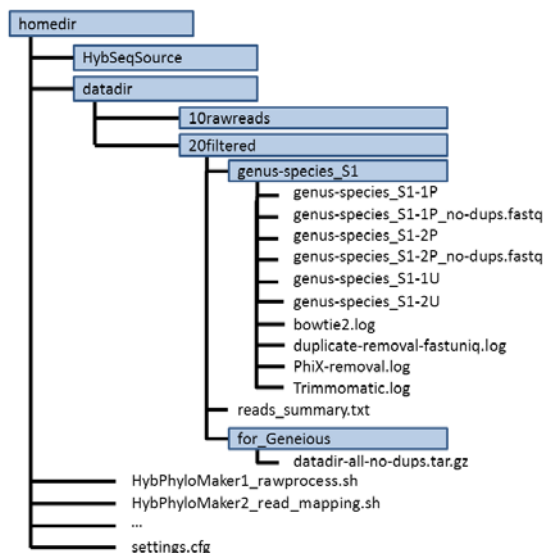 homedir
HybSeqSource
datadir
10rawreads
20filtered
genus-species_S1
genus-species_S1-1P
genus-species_S1-1P_no-dups.fastq
genus-species_S1-2P
genus-species_S1-2P_no-dups.fastq
genus-species_S1-1U
genus-species_S1-2U
bowtie2.log
duplicate-removal-fastuniq.log
PhiX-removal.log
Trimmomatic.log
reads_summary.txt
for_Geneious
datadir-all-no-dups.tar.gz
HybPhyloMaker1_rawprocess.sh
HybPhyloMaker2_read_mapping.sh
...
settings.cfg